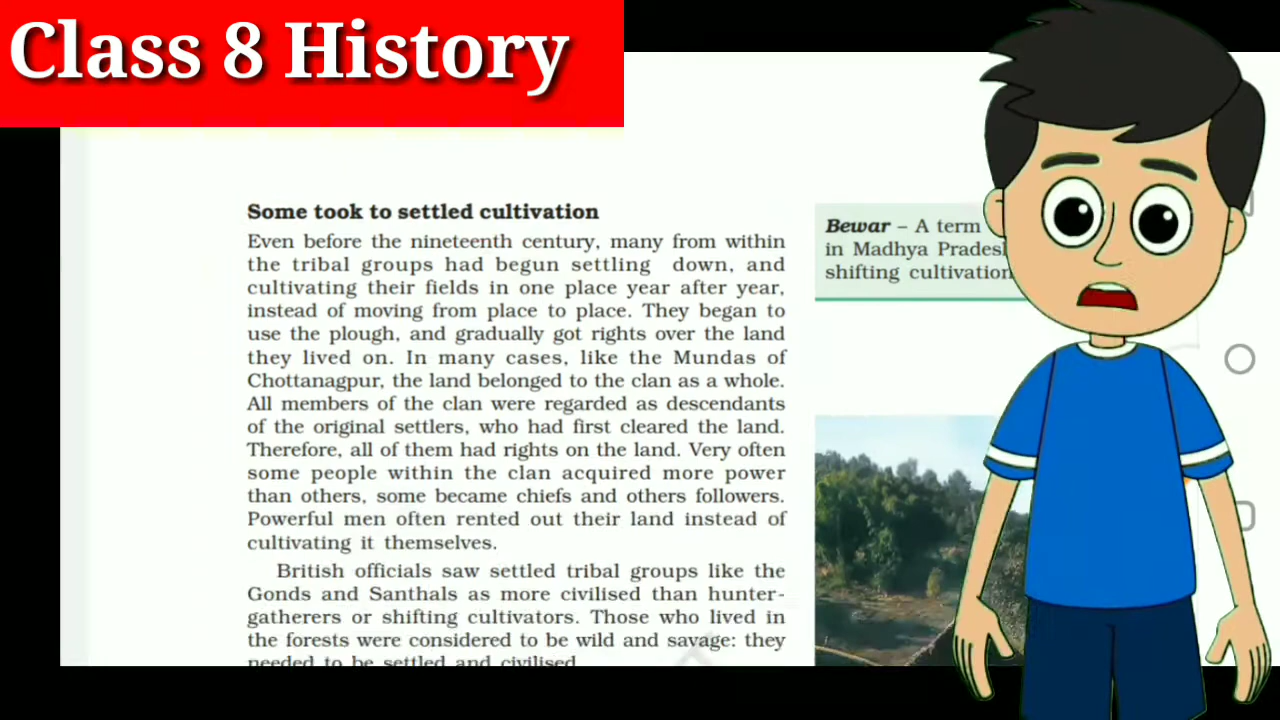 Class 8 History
Some took to settled cultivation
Even before the nineteenth century, many from within
the tribal groups had begun settling down, and
cultivating their fields in one place year after year,
instead of moving from place to place. They began to
use the plough, and gradually got rights over the land
they lived on. In many cases, like the Mundas of
Chottanagpur, the land belonged to the clan as a whole.
All members of the clan were regarded as descendants
of the original settlers, who had first cleared the land.
Therefore, all of them had rights on the land. Very often
some people within the clan acquired more power
than others, some became chiefs and others followers.
Powerful men often rented out their land instead of
cultivating it themselves.
British officials saw settled tribal groups like the
Gonds and Santhals as more civilised than hunter-
gatherers or shifting cultivators. Those who lived in
the forests were considered to be wild and savage: they
needed to be settled and civilised
Bewar – A term
in Madhya
shifting cultivation